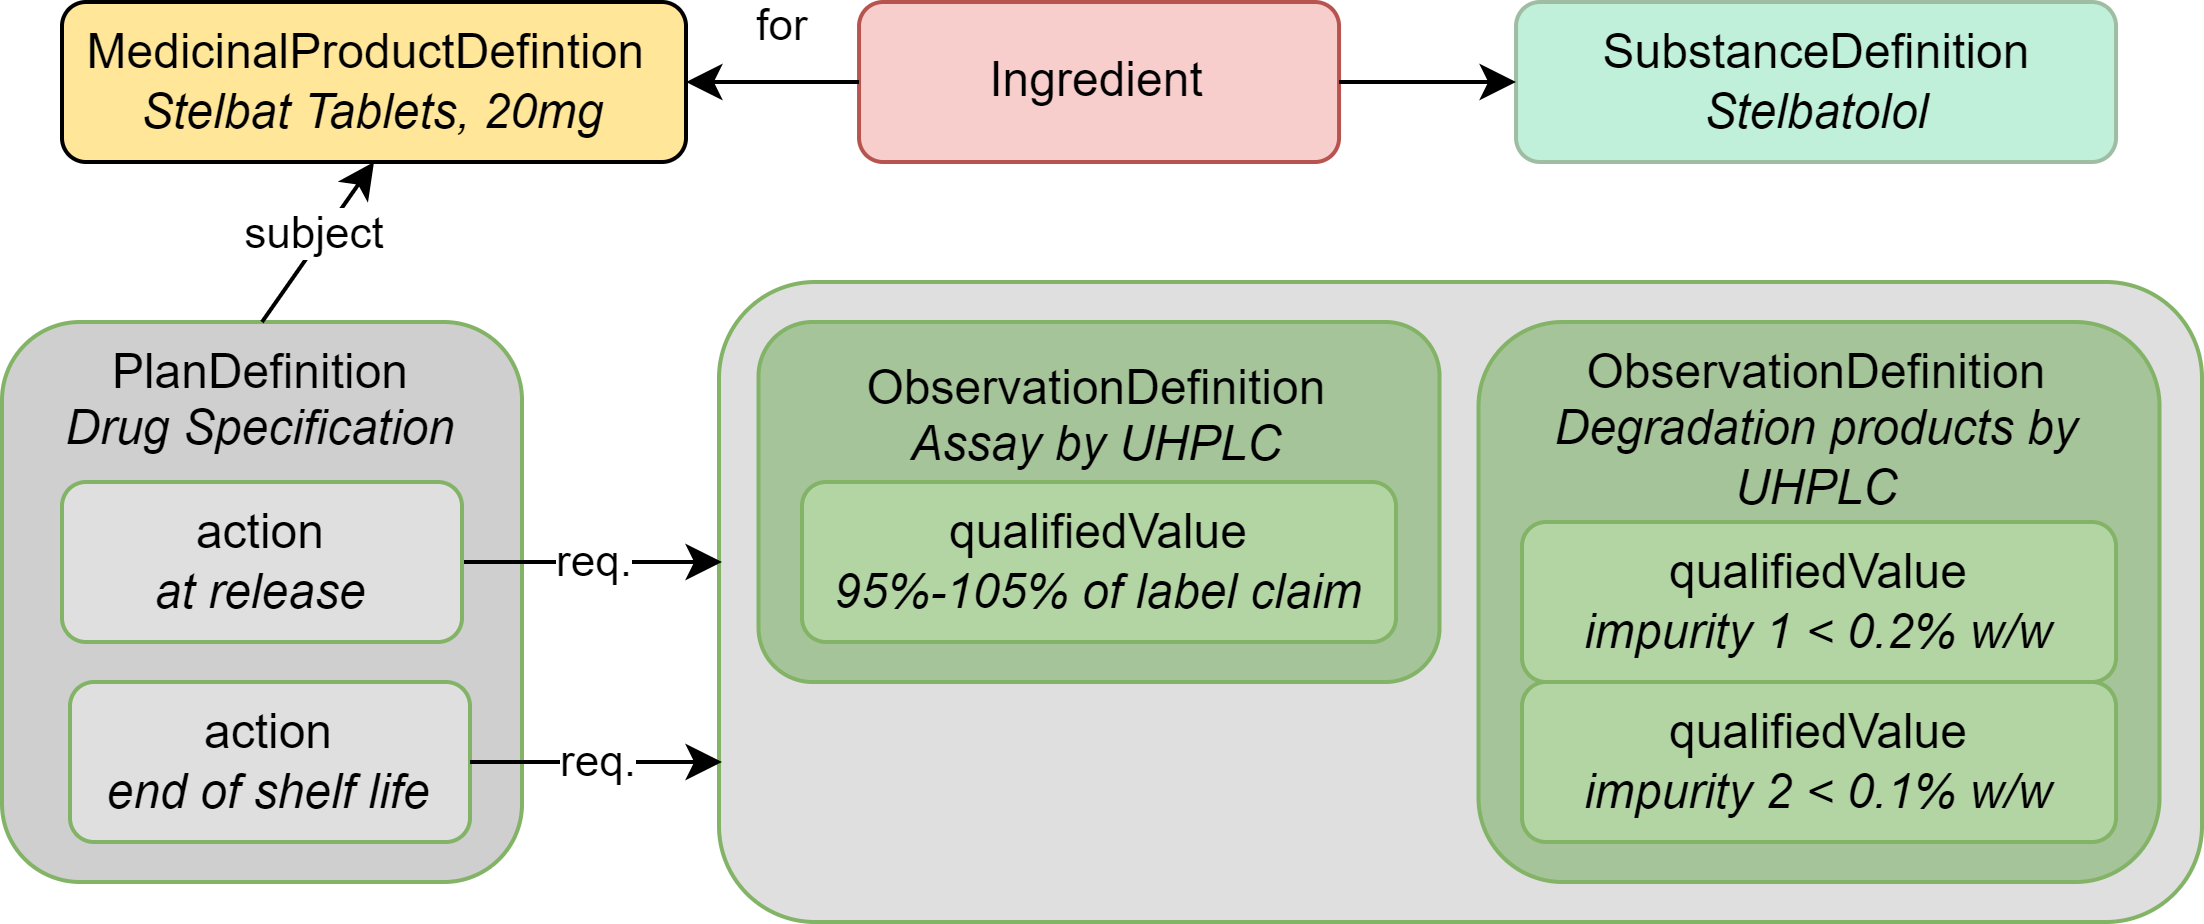 MedicinalProductDefintion
Stelbat Tablets, 20mg
for
Ingredient
SubstanceDefinition
Stelbatolol
subject
PlanDefinition
Drug Specification
action
at release
action
end of shelf life
req.
req.
ObservationDefinition
Assay by UHPLC
qualifiedValue
95%-105% of label claim
ObservationDefinition
Degradation products by
UHPLC
qualifiedValue
impurity 1 < 0.2% w/w
qualifiedValue
impurity 2 < 0.1% w/w